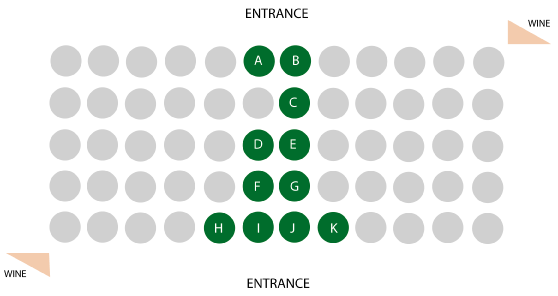 ENTRANCE
WINE
A B
C
D E
F G
H I J K
WINE
ENTRANCE